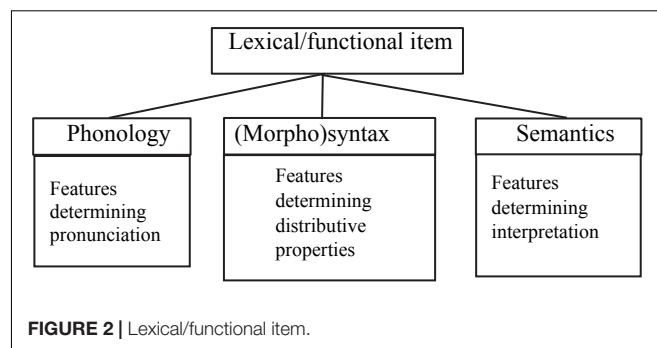 Lexical/functional item
Phonology
Features
determining
pronunciation
(Morpho)syntax
Features
determining
distributive
properties
Semantics
Features
determining
interpretation
FIGURE 2 | Lexical/functional item.